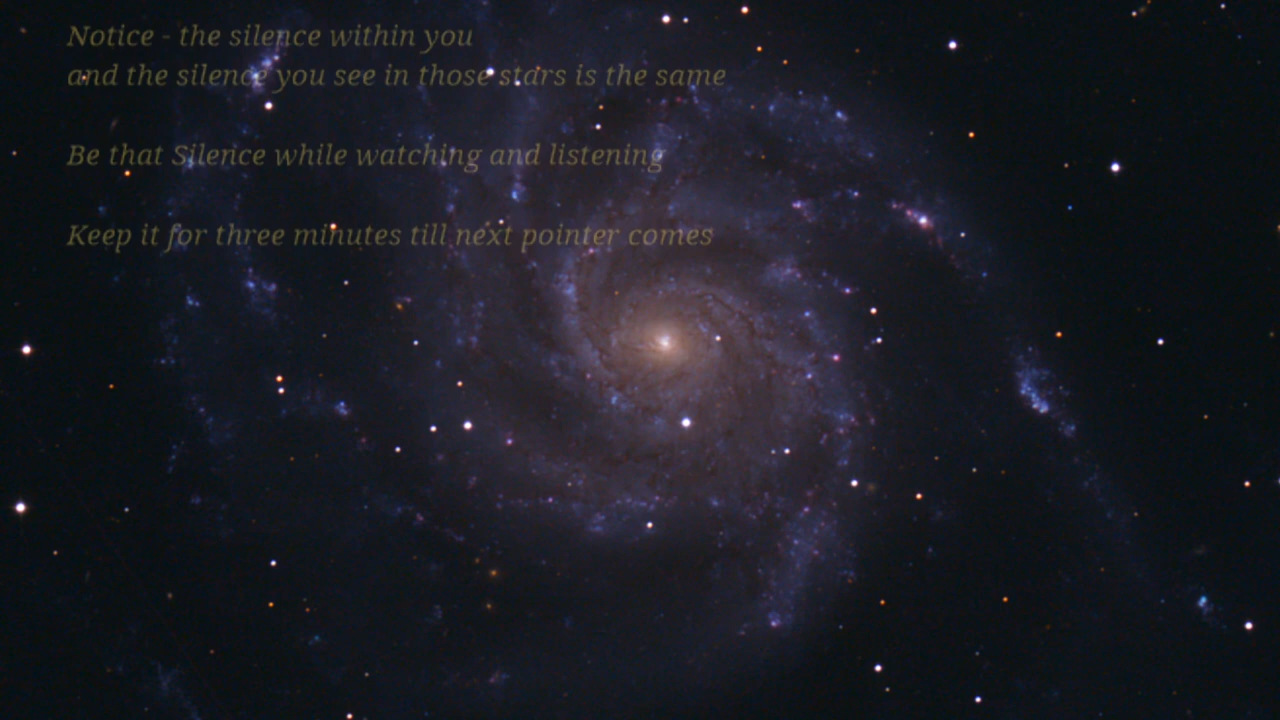 Notice - the silence within you
and the silence you see in those stars is the same
Be that Silence while watching and listening
Keep it for three minutes till next pointer comes